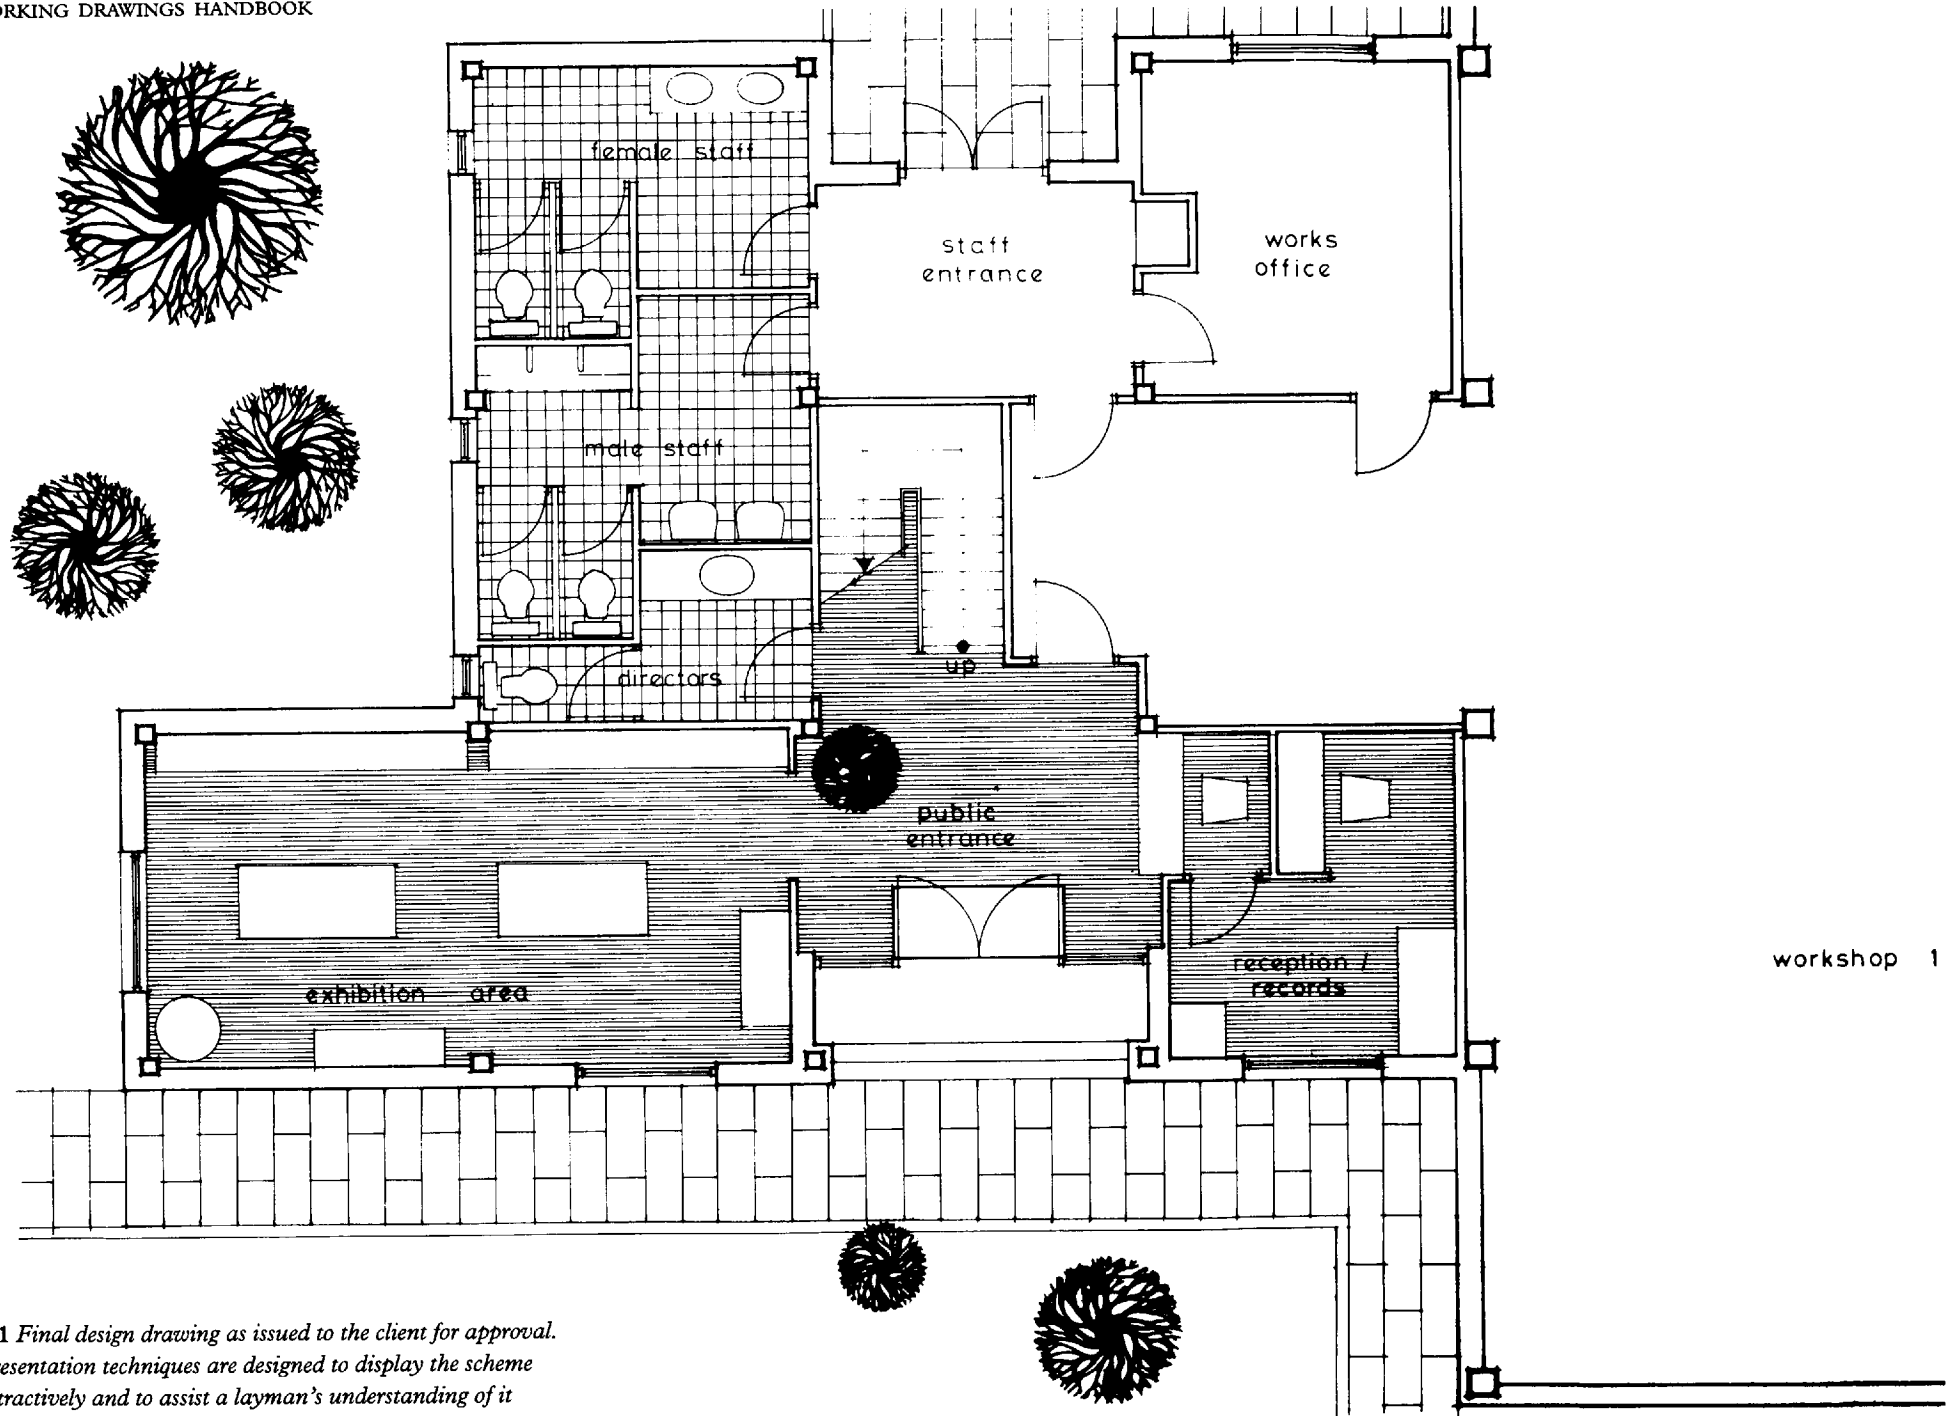 ORKING DRAWINGS HANDBOOK
female staff
staff
entrance
works
office
male staff
up
directors
public
entrance
reception /
records
workshop 1
exhibition area
1 Final design drawing as issued to the client for approval.
esentation techniques are designed to display the scheme
tractively and to assist a layman's understanding of it